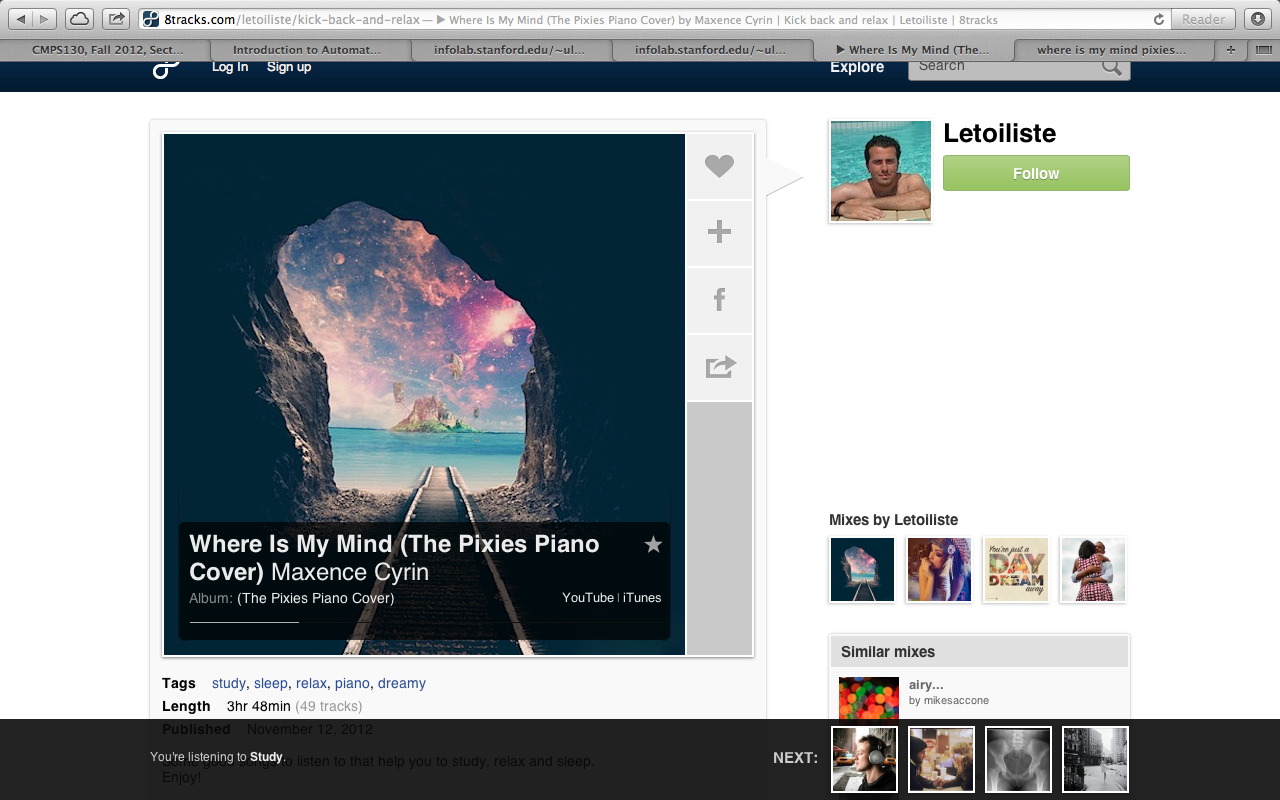 8tracks.com/letoiliste/kick-back-and-relax — ▶ Where Is My Mind (The Pixies Piano Cover) by Maxence Cyrin | Kick back and relax | Letoiliste | 8tracks
Reader
CMPS130, Fall 2012, Sect...
Introduction to Automat...
infolab.stanford.edu/~ul...
infolab.stanford.edu/~ul...
▶ Where Is My Mind (The...
where is my mind pixies...
Log In
Sign up
Explore
Search
Letoiliste
Follow
Where Is My Mind (The Pixies Piano
Cover) Maxence Cyrin
Album: (The Pixies Piano Cover)
YouTube | iTunes
Mixes by Letoiliste
You're just a
DAY
DREAM
away
Similar mixes
airy...
by mikesaccone
Tags study, sleep, relax, piano, dreamy
Length 3hr 48min (49 tracks)
Published November 12, 2012
You're listening to Study.
Some good songs to listen to that help you to study, relax and sleep.
Enjoy!
NEXT: